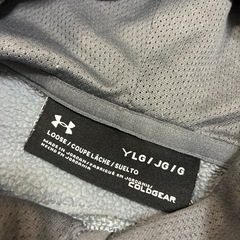 YLG / JG / G
LOOSE / COUPE LÂCHE / SUELTO
MADE IN JORDAN / FABRIQUÉ EN JORDANIE /
HECHO EN JORDANIA
COLDGEAR